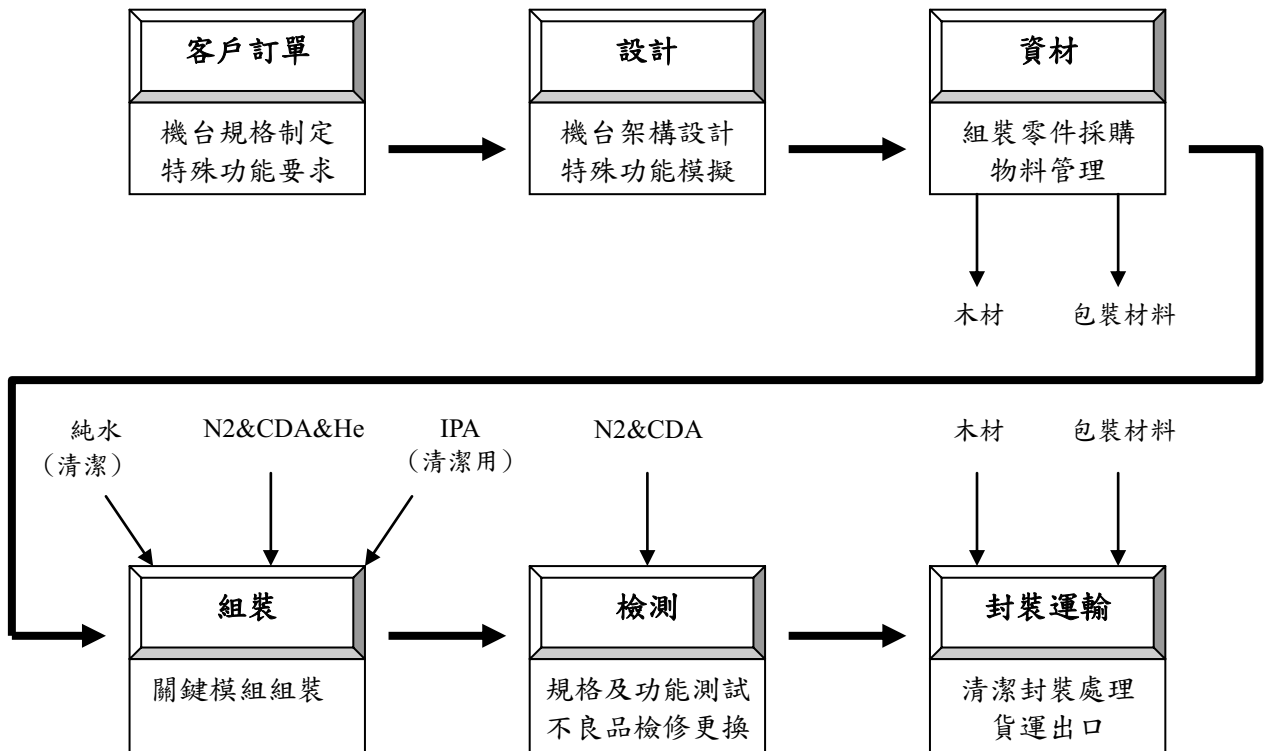 客戶訂單
機台規格制定
特殊功能要求
設計
機台架構設計
特殊功能模擬
資材
組裝零件採購
物料管理
木材
包裝材料
純水
（清潔）
N2&CDA&He
IPA
（清潔用）
N2&CDA
木材
包裝材料
組裝
關鍵模組組裝
檢測
規格及功能測試
不良品檢修更換
封裝運輸
清潔封裝處理
貨運出口